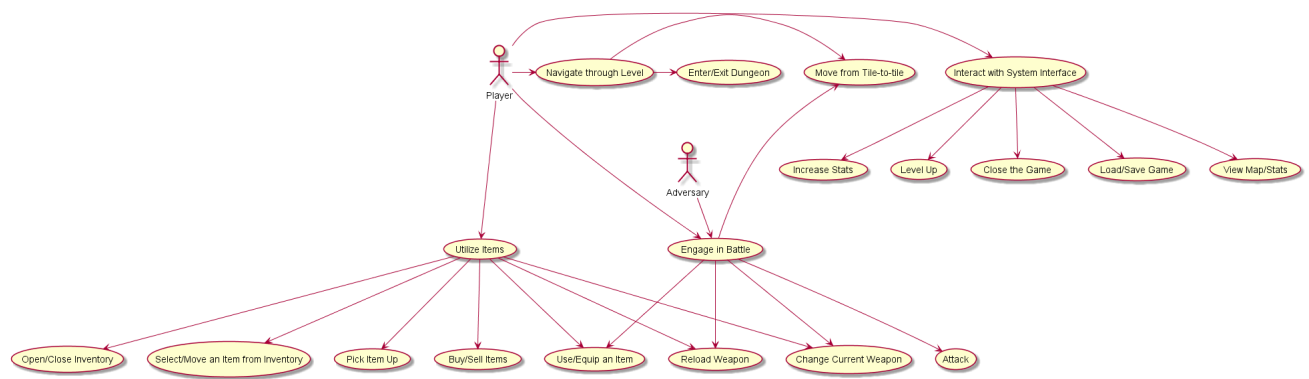 Player
Navigate through Level
Enter/Exit Dungeon
Move from Tile-to-tile
Interact with System Interface
Increase Stats
Level Up
Close the Game
Load/Save Game
View Map/Stats
Adversary
Utilize Items
Engage in Battle
Open/Close Inventory
Select/Move an Item from Inventory
Pick Item Up
Buy/Sell Items
Use/Equip an Item
Reload Weapon
Change Current Weapon
Attack